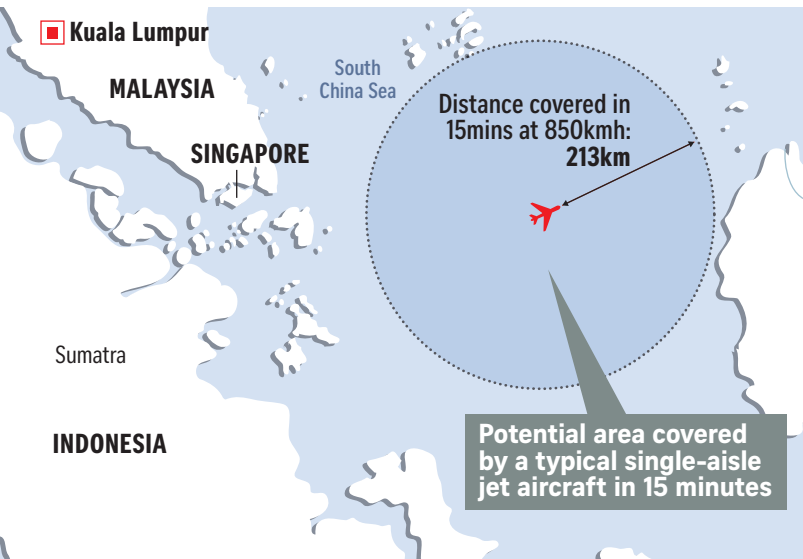 Kuala Lumpur
MALAYSIA
South
China Sea
SINGAPORE
Distance covered in
15mins at 850kmh:
213km
Sumatra
INDONESIA
Potential area covered
by a typical single-aisle
jet aircraft in 15 minutes